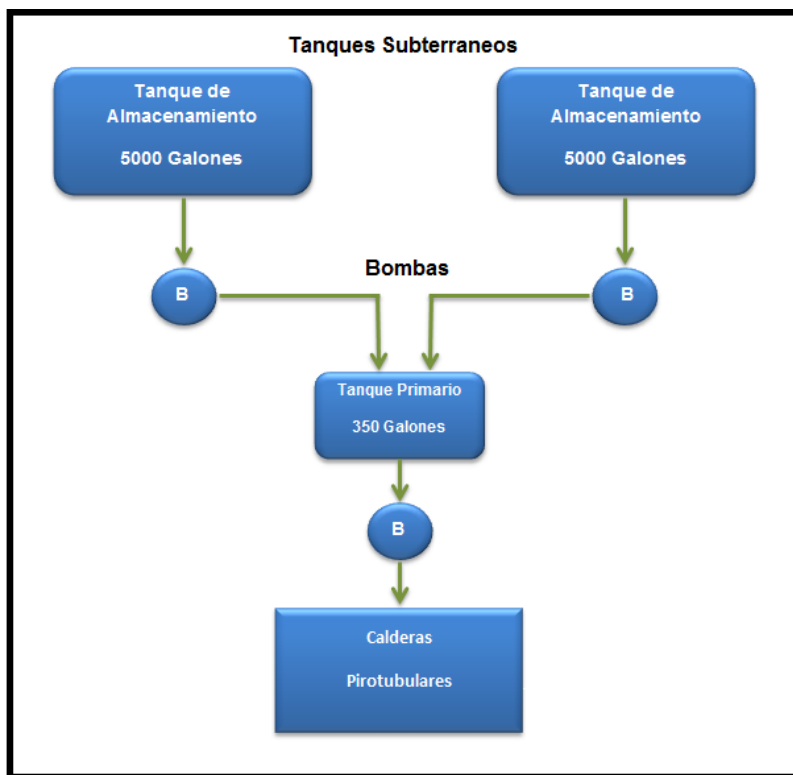 Tanques Subterraneos
Tanque de
Almacenamiento
5000 Galones
Tanque de
Almacenamiento
5000 Galones
Bombas
B
B
Tanque Primario
350 Galones
B
Calderas
Pirotubulares